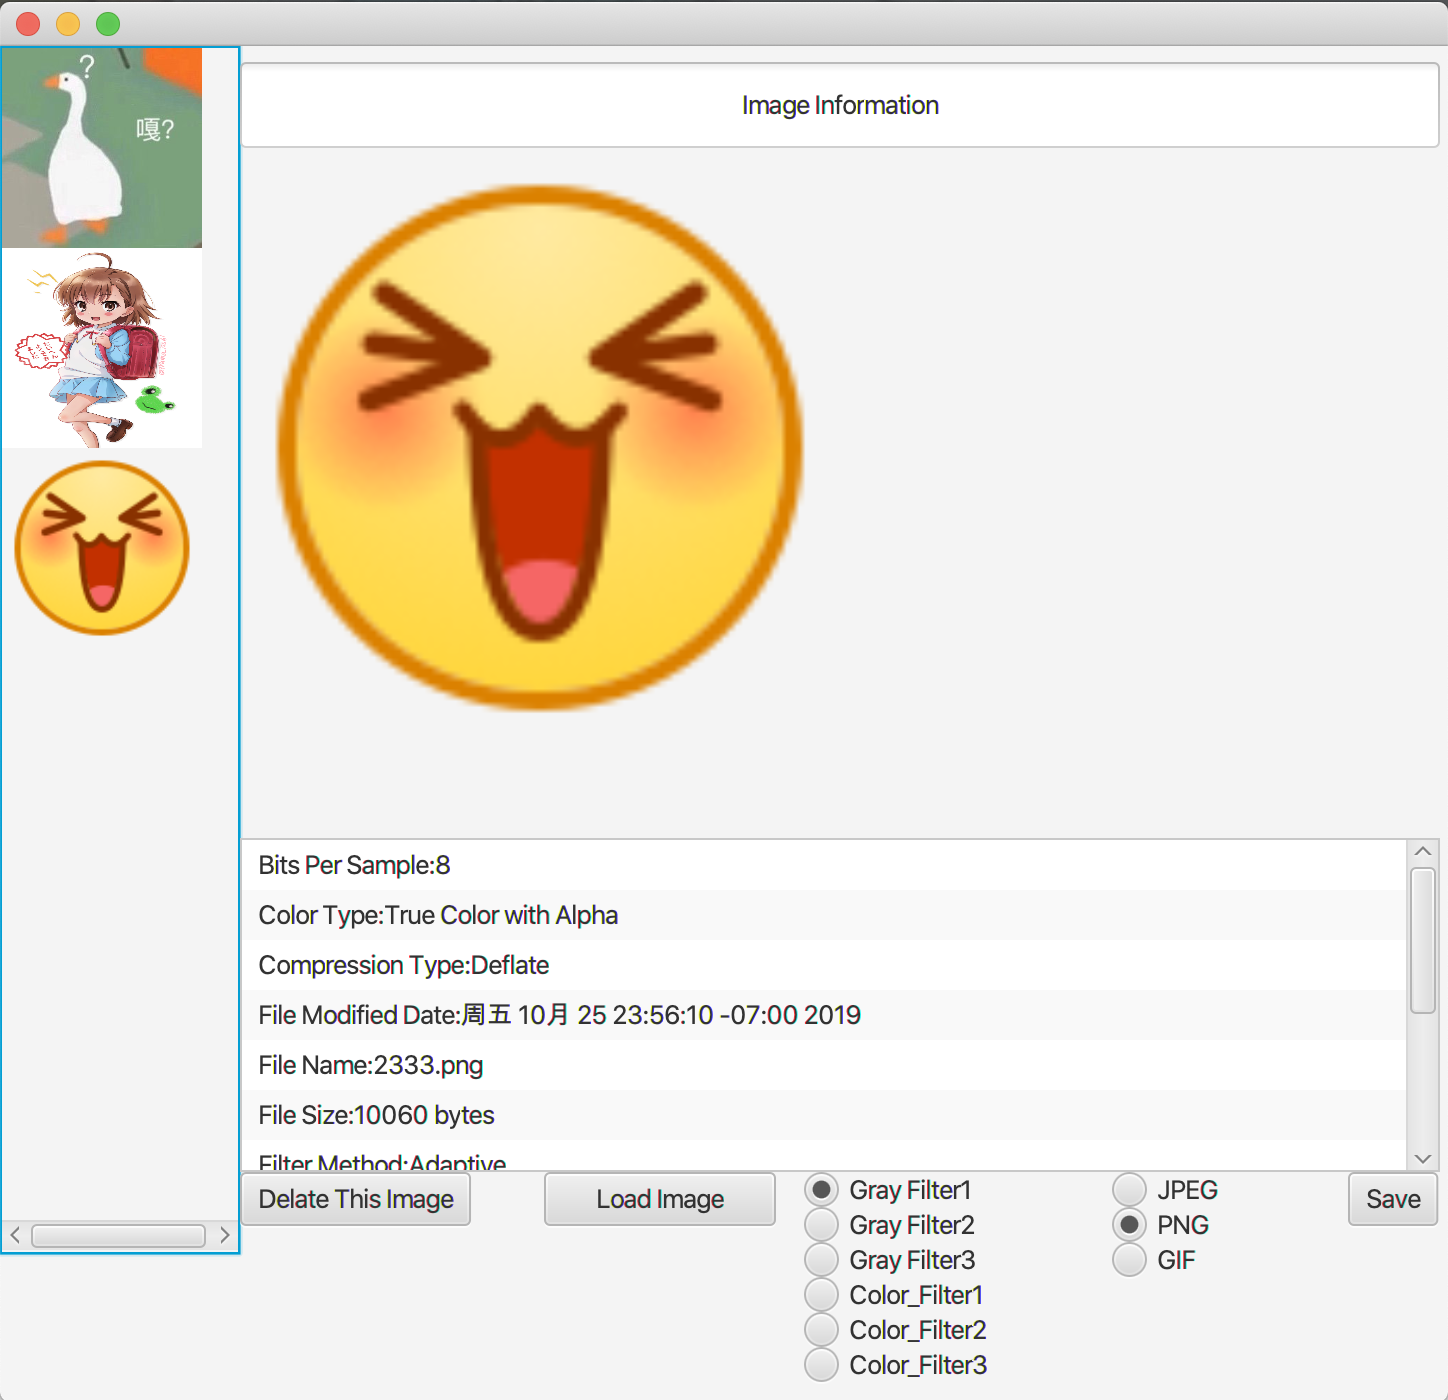 ?
嘎?
Image Information
Bits Per Sample:8
Color Type:True Color with Alpha
Compression Type:Deflate
File Modified Date:周五 10月 25 23:56:10 -07:00 2019
File Name:2333.png
File Size:10060 bytes
Filter Method:Adaptive
Delate This Image
Load Image
Gray Filter1
Gray Filter2
Gray Filter3
Color_Filter1
Color_Filter2
Color_Filter3
JPEG
PNG
GIF
Save